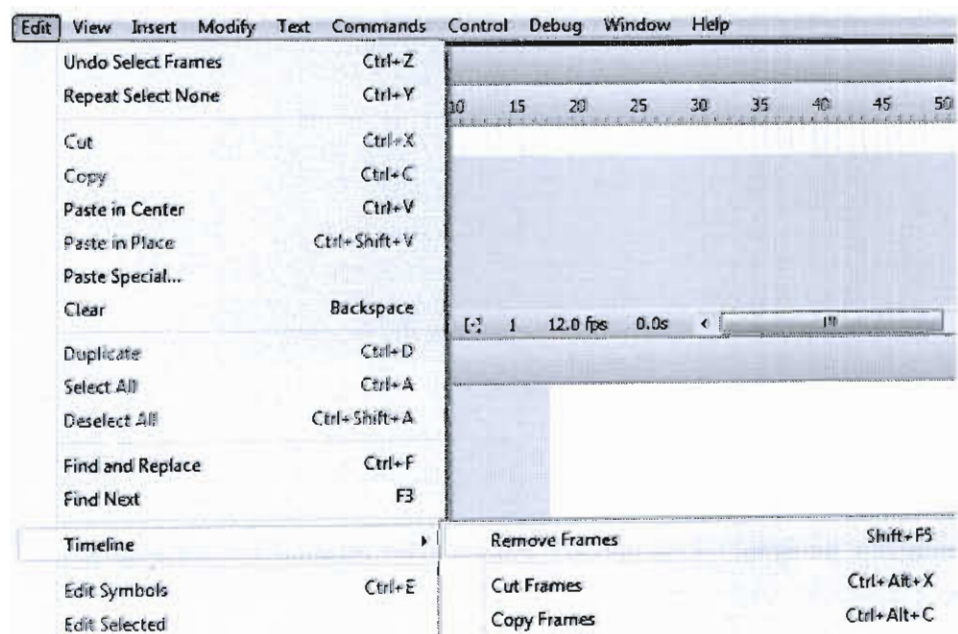 Edit View Insert Modify Text Commands Control Debug Window Help
Undo Select Frames Ctrl+Z
Repeat Select None Ctrl+Y
10 15 20 25 30 35 40 45 50
Cut Ctrl+X
Copy Ctrl+C
Paste in Center Ctrl+V
Paste in Place Ctrl+Shift+V
Paste Special...
Clear Backspace
1 12.0 fps 0.0s
Duplicate Ctrl+D
Select All Ctrl+A
Deselect All Ctrl+Shift+A
Find and Replace Ctrl+F
Find Next F3
Timeline
Remove Frames Shift+F5
Edit Symbols Ctrl+E
Cut Frames Ctrl+Alt+X
Edit Selected
Copy Frames Ctrl+Alt+C